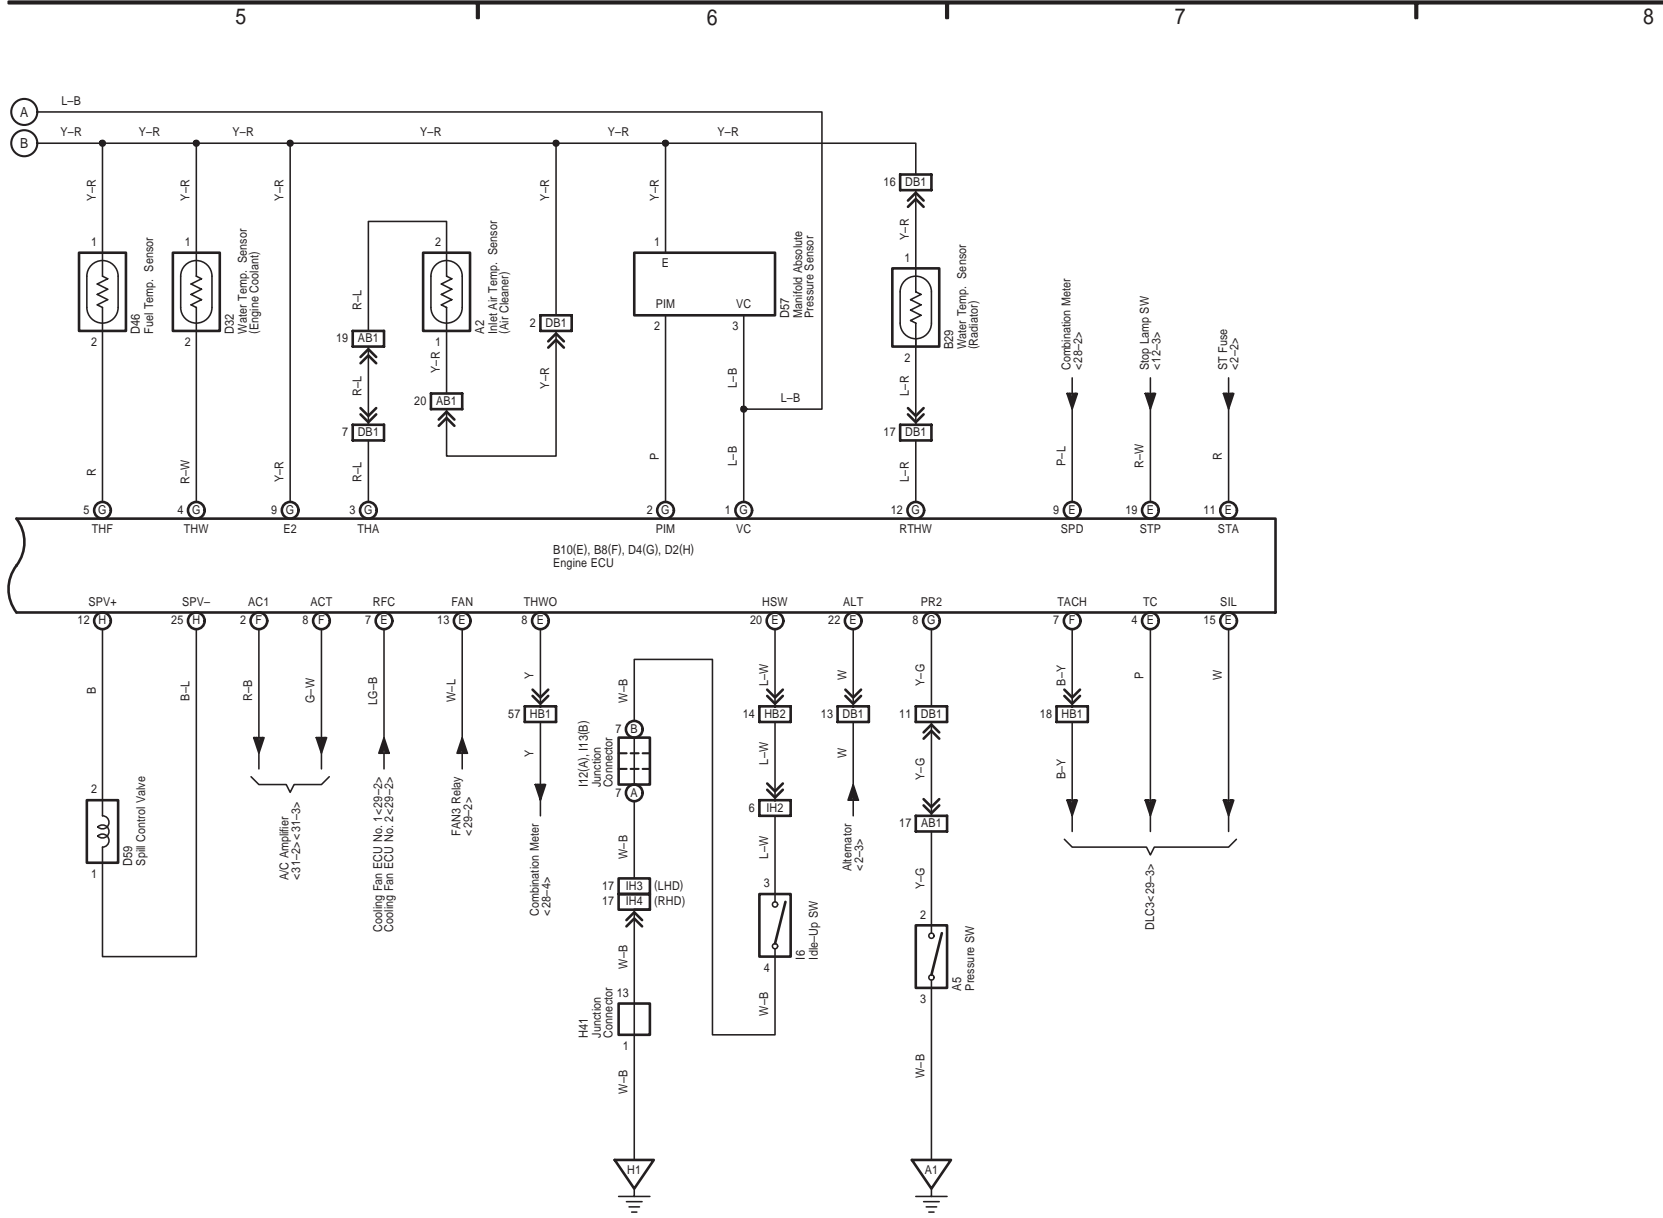 5 6 7 8
A L–B
B Y–R Y–R Y–R Y–R Y–R Y–R
Y–R Y–R Y–R Y–R Y–R
16 DB1
Y–R
1 2
D46
Fuel Temp. Sensor
R
1 2
D32
Water Temp. Sensor
(Engine Coolant)
R–W
Y–R
R–L
19 AB1
R–L
7 DB1
R–L
2 1
A2
Inlet Air Temp. Sensor
(Air Cleaner)
Y–R
20 AB1
2 DB1
Y–R
1
E
PIM VC
2 3
D57
Manifold Absolute
Pressure Sensor
P
L–B
L–B
L–B
1 2
B29
Water Temp. Sensor
(Radiator)
L–R
17 DB1
L–R
Combination Meter
<28–2>
P–L
Stop Lamp SW
<12–3>
R–W
ST Fuse
<2–2>
R
5 G 4 G 9 G 3 G 2 G 1 G 12 G 9 E 19 E 11 E
THF THW E2 THA PIM VC RTHW SPD STP STA
B10(E), B8(F), D4(G), D2(H)
Engine ECU
SPV+ SPV– AC1 ACT RFC FAN THWO HSW ALT PR2 TACH TC SIL
12 H 25 H 2 F 8 F 7 E 13 E 8 E 20 E 22 E 8 G 7 F 4 E 15 E
B
B–L
2 1
D59
Spill Control Valve
R–B
G–W
A/C Amplifier
<31–2><31–3>
LG–B
Cooling Fan ECU No. 1<29–2>
Cooling Fan ECU No. 2<29–2>
W–L
FAN3 Relay
<29–2>
Y
57 HB1
Y
Combination Meter
<28–4>
W–B
7 B
I12(A), I13(B)
Junction
Connector
7 A
W–B
17 IH3 (LHD)
17 IH4 (RHD)
W–B
13
H41
Junction
Connector
1
W–B
H1
L–W
14 HB2
L–W
6 IH2
L–W
3
I6
Idle–Up SW
4
W–B
W
13 DB1
W
Alternator
<2–3>
Y–G
11 DB1
Y–G
17 AB1
Y–G
2
A5
Pressure SW
3
W–B
A1
B–Y
18 HB1
B–Y
P
W
DLC3<29–3>